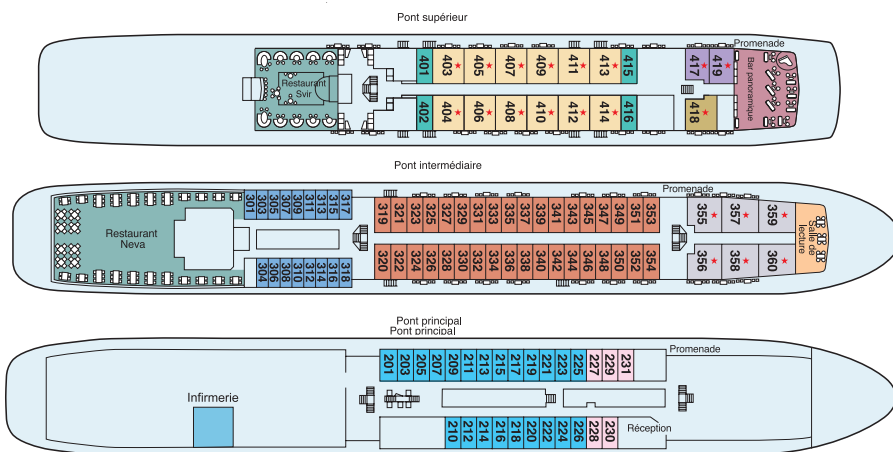 Pont supérieur
Promenade
401 403 405 407 409 411 413 415 417 419
Restaurant
Svir
Bar panoramique
402 404 406 408 410 412 414 416 418
Pont intermédiaire
Promenade
301 303 305 307 309 311 313 315 317 319 321 323 325 327 329 331 333 335 337 339 341 343 345 347 349 351 353 355 357 359
Restaurant
Neva
Salle de
lecture
304 306 308 310 312 314 316 318 320 322 324 326 328 330 332 334 336 338 340 342 344 346 348 350 352 354 356 358 360
Pont principal
Pont principal
Promenade
201 203 205 207 209 211 213 215 217 219 221 223 225 227 229 231
Infirmerie
Réception
210 212 214 216 218 220 222 224 226 228 230